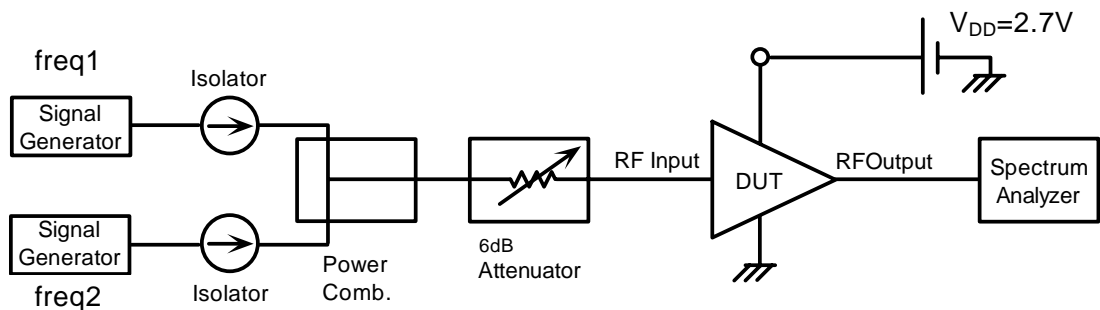 V_DD=2.7V
freq1
Isolator
Signal
Generator
RF Input
DUT
RFOutput
Spectrum
Analyzer
Signal
Generator
6dB
Attenuator
Power
Comb.
Isolator
freq2